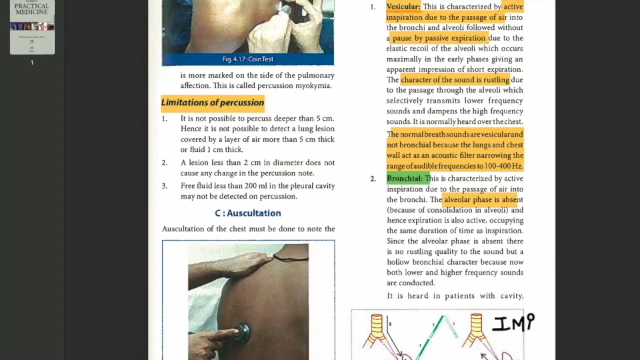 PRACTICAL
MEDICINE
1
Fig. 4.17: Coin Test
is more marked on the side of the pulmonary
affection. This is called percussion myokymia.
Limitations of percussion
1. It is not possible to percuss deeper than 5 cm.
Hence it is not possible to detect a lung lesion
covered by a layer of air more than 5 cm thick
or fluid 1 cm thick.
2. A lesion less than 2 cm in diameter does not
cause any change in the percussion note.
3. Free fluid less than 200 ml in the pleural cavity
may not be detected on percussion.
C : Auscultation
Auscultation of the chest must be done to note the
1. Vesicular: This is characterized by active
inspiration due to the passage of air into
the bronchi and alveoli followed without
a pause by passive expiration due to the
elastic recoil of the alveoli which occurs
maximally in the early phases giving an
apparent impression of short expiration.
The character of the sound is rustling due
to the passage through the alveoli which
selectively transmits lower frequency
sounds and dampens the high frequency
sounds. It is normally heard over the chest.
The normal breath sounds are vesicular and
not bronchial because the lungs and chest
wall act as an acoustic filter narrowing the
range of audible frequencies to 100-400 Hz.
2. Bronchial: This is characterized by active
inspiration due to the passage of air into
the bronchi. The alveolar phase is absent
(because of consolidation in alveoli) and
hence expiration is also active, occupying
the same duration of time as inspiration.
Since the alveolar phase is absent there
is no rustling quality to the sound but a
hollow bronchial character because now
both lower and higher frequency sounds
are conducted.
It is heard in patients with cavity,
IMP